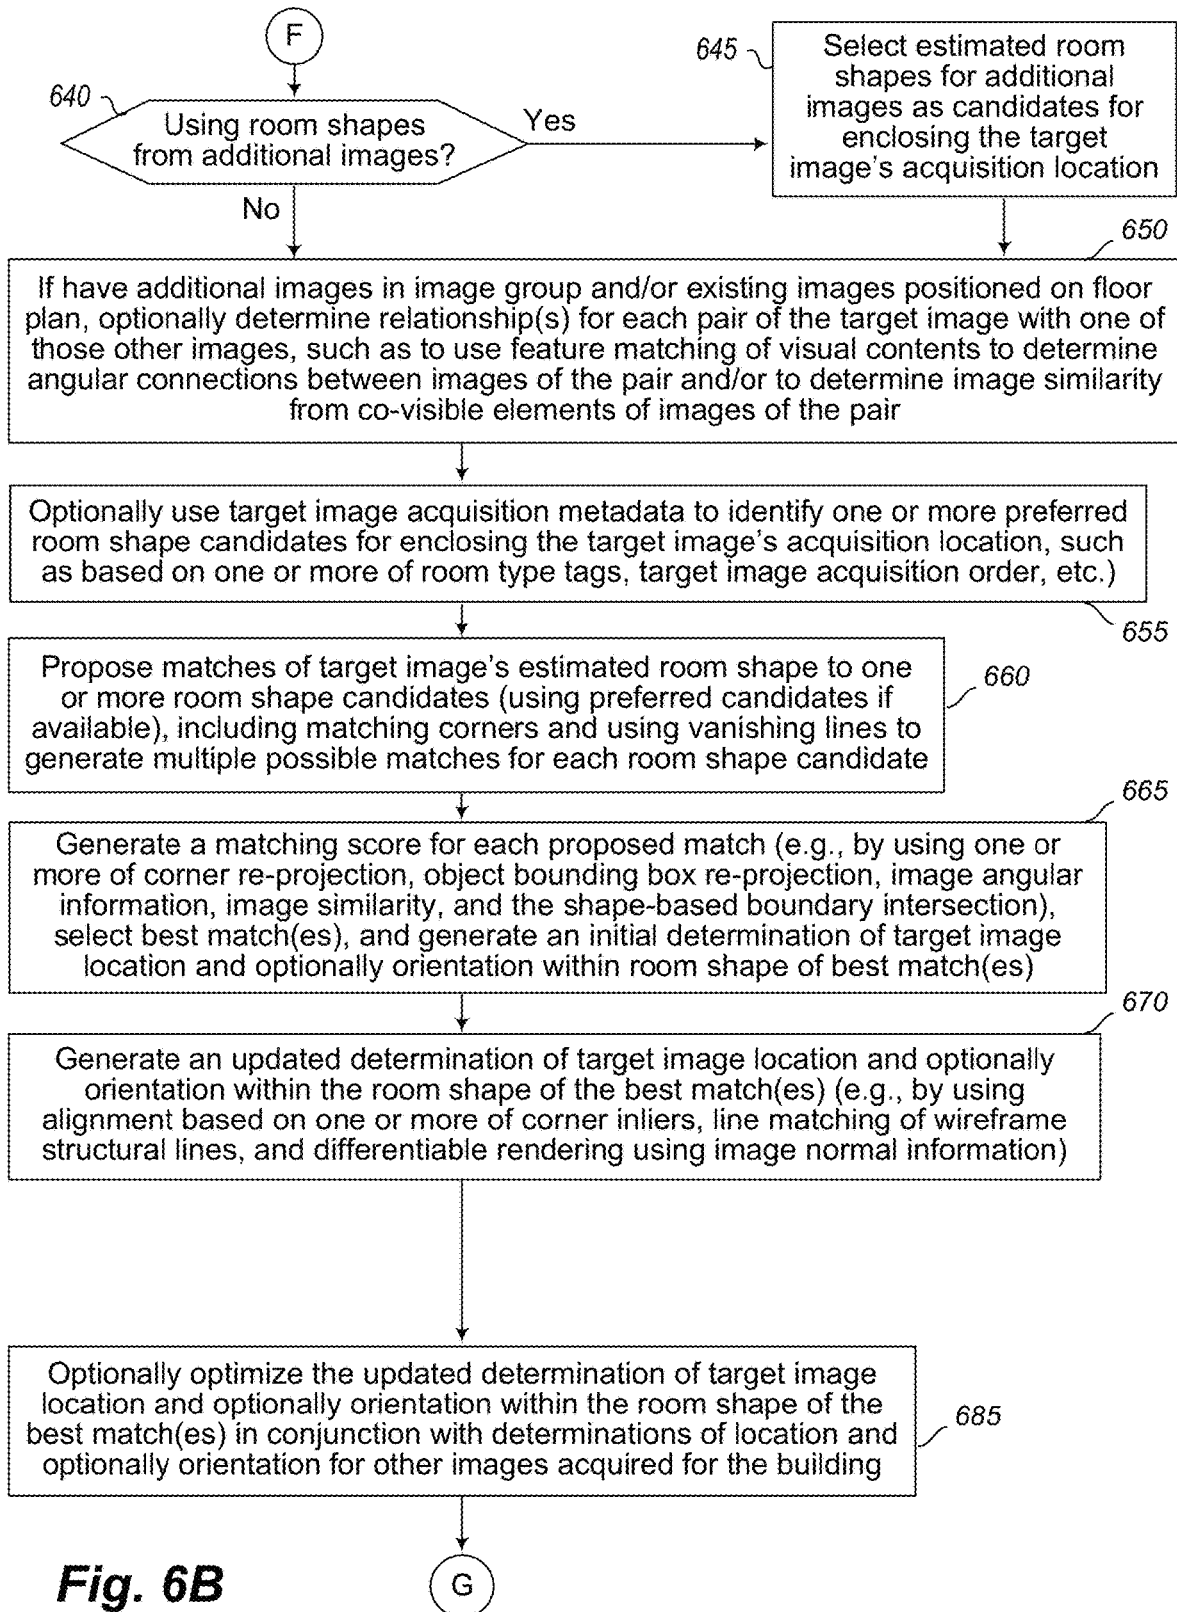 F
640
Using room shapes
from additional images?
Yes
No
645
Select estimated room
shapes for additional
images as candidates for
enclosing the target
image's acquisition location
650
If have additional images in image group and/or existing images positioned on floor
plan, optionally determine relationship(s) for each pair of the target image with one of
those other images, such as to use feature matching of visual contents to determine
angular connections between images of the pair and/or to determine image similarity
from co-visible elements of images of the pair
Optionally use target image acquisition metadata to identify one or more preferred
room shape candidates for enclosing the target image's acquisition location, such
as based on one or more of room type tags, target image acquisition order, etc.)
655
Propose matches of target image's estimated room shape to one
or more room shape candidates (using preferred candidates if
available), including matching corners and using vanishing lines to
generate multiple possible matches for each room shape candidate
660
665
Generate a matching score for each proposed match (e.g., by using one or
more of corner re-projection, object bounding box re-projection, image angular
information, image similarity, and the shape-based boundary intersection),
select best match(es), and generate an initial determination of target image
location and optionally orientation within room shape of best match(es)
670
Generate an updated determination of target image location and optionally
orientation within the room shape of the best match(es) (e.g., by using
alignment based on one or more of corner inliers, line matching of wireframe
structural lines, and differentiable rendering using image normal information)
Optionally optimize the updated determination of target image
location and optionally orientation within the room shape of the
best match(es) in conjunction with determinations of location and
optionally orientation for other images acquired for the building
685
G
Fig. 6B